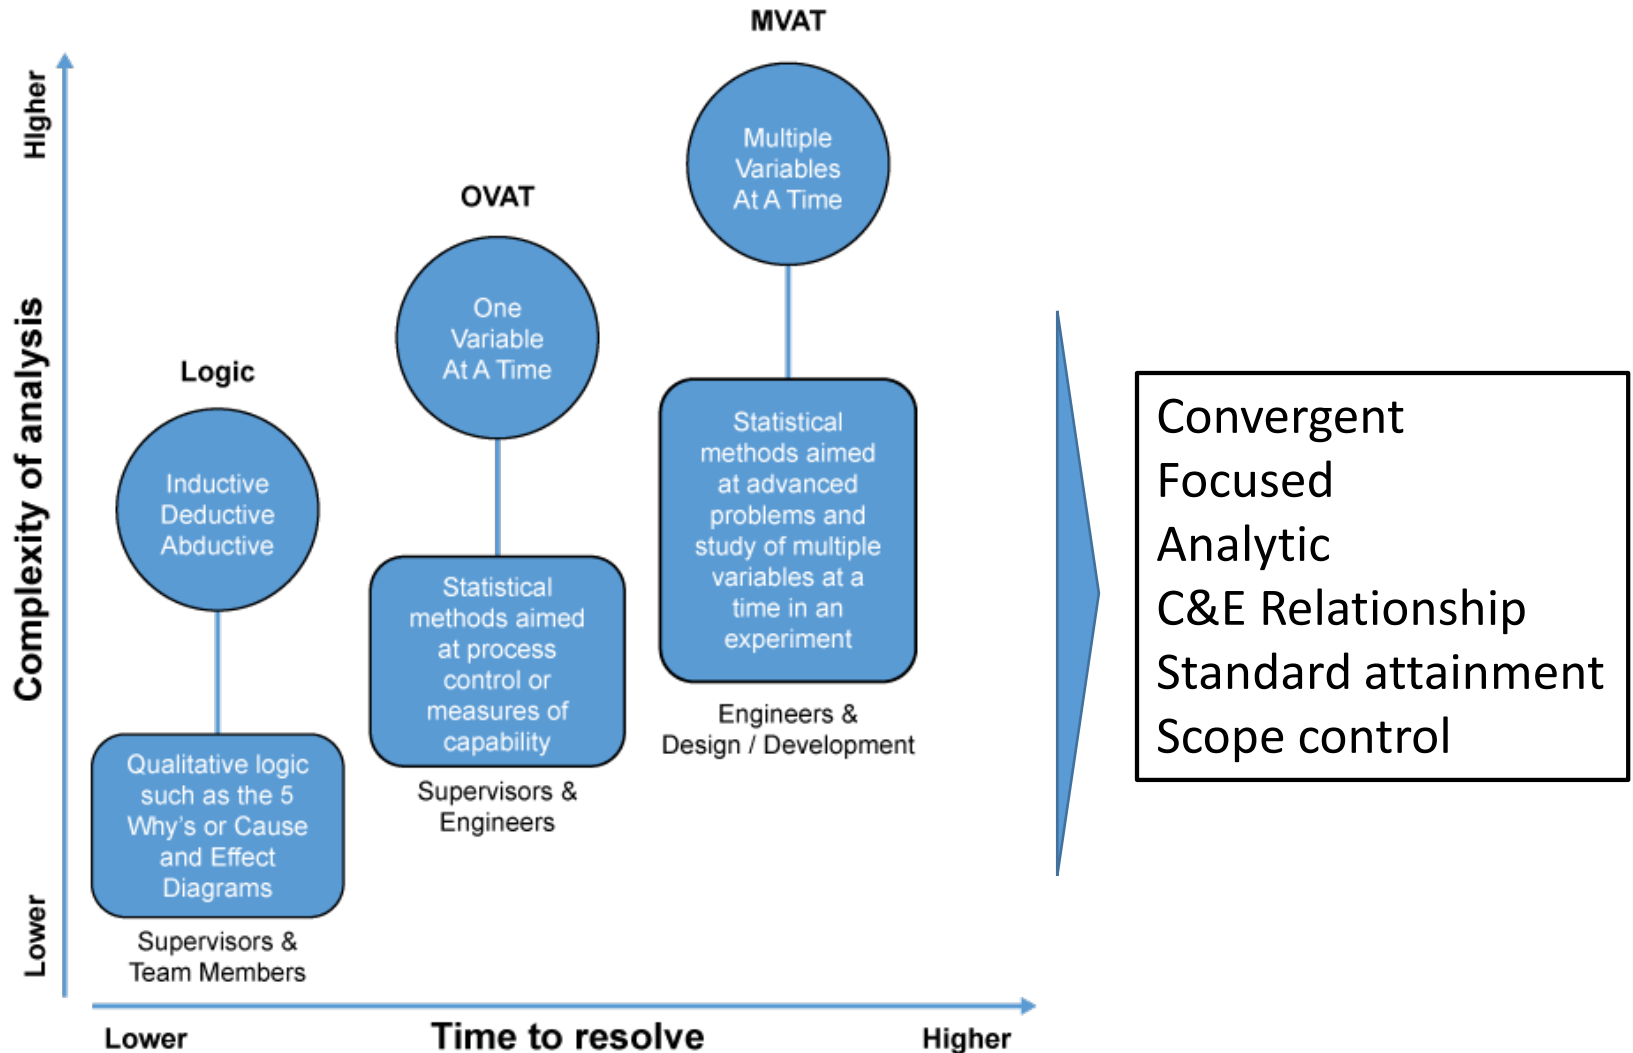 MVAT
Multiple
Variables
At A Time
Statistical
methods aimed
at advanced
problems and
study of multiple
variables at a
time in an
experiment
Engineers &
Design / Development
OVAT
One
Variable
At A Time
Statistical
methods aimed
at process
control or
measures of
capability
Supervisors &
Engineers
Logic
Inductive
Deductive
Abductive
Qualitative logic
such as the 5
Why's or Cause
and Effect
Diagrams
Supervisors &
Team Members
HIgher
Complexity of analysis
Lower
Lower
Time to resolve
Higher
Convergent
Focused
Analytic
C&E Relationship
Standard attainment
Scope control